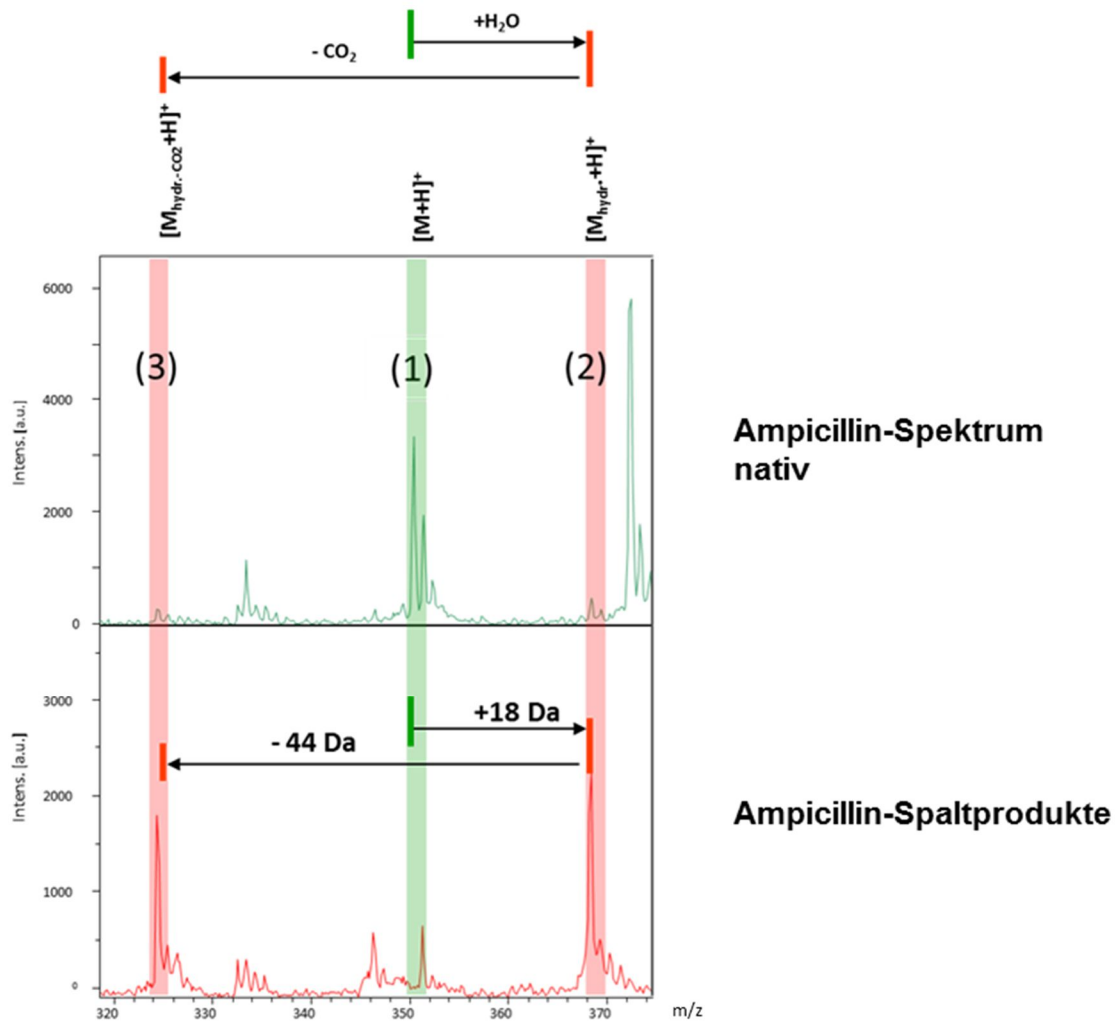 +H₂O
- CO₂
[M_hydr.-CO2+H]⁺
[M+H]⁺
[M_hydr.+H]⁺
Intens. [a.u.]
6000
4000
2000
0
(3)
(1)
(2)
Ampicillin-Spektrum
nativ
Intens. [a.u.]
3000
2000
1000
0
+18 Da
- 44 Da
Ampicillin-Spaltprodukte
320
330
340
350
360
370
m/z